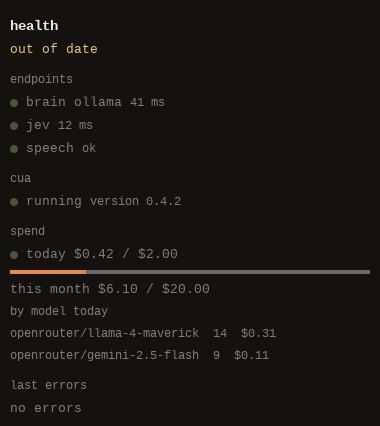 health
out of date
endpoints
brain ollama 41 ms
jev 12 ms
speech ok
cua
running version 0.4.2
spend
today $0.42 / $2.00
this month $6.10 / $20.00
by model today
openrouter/llama-4-maverick 14 $0.31
openrouter/gemini-2.5-flash 9 $0.11
last errors
no errors